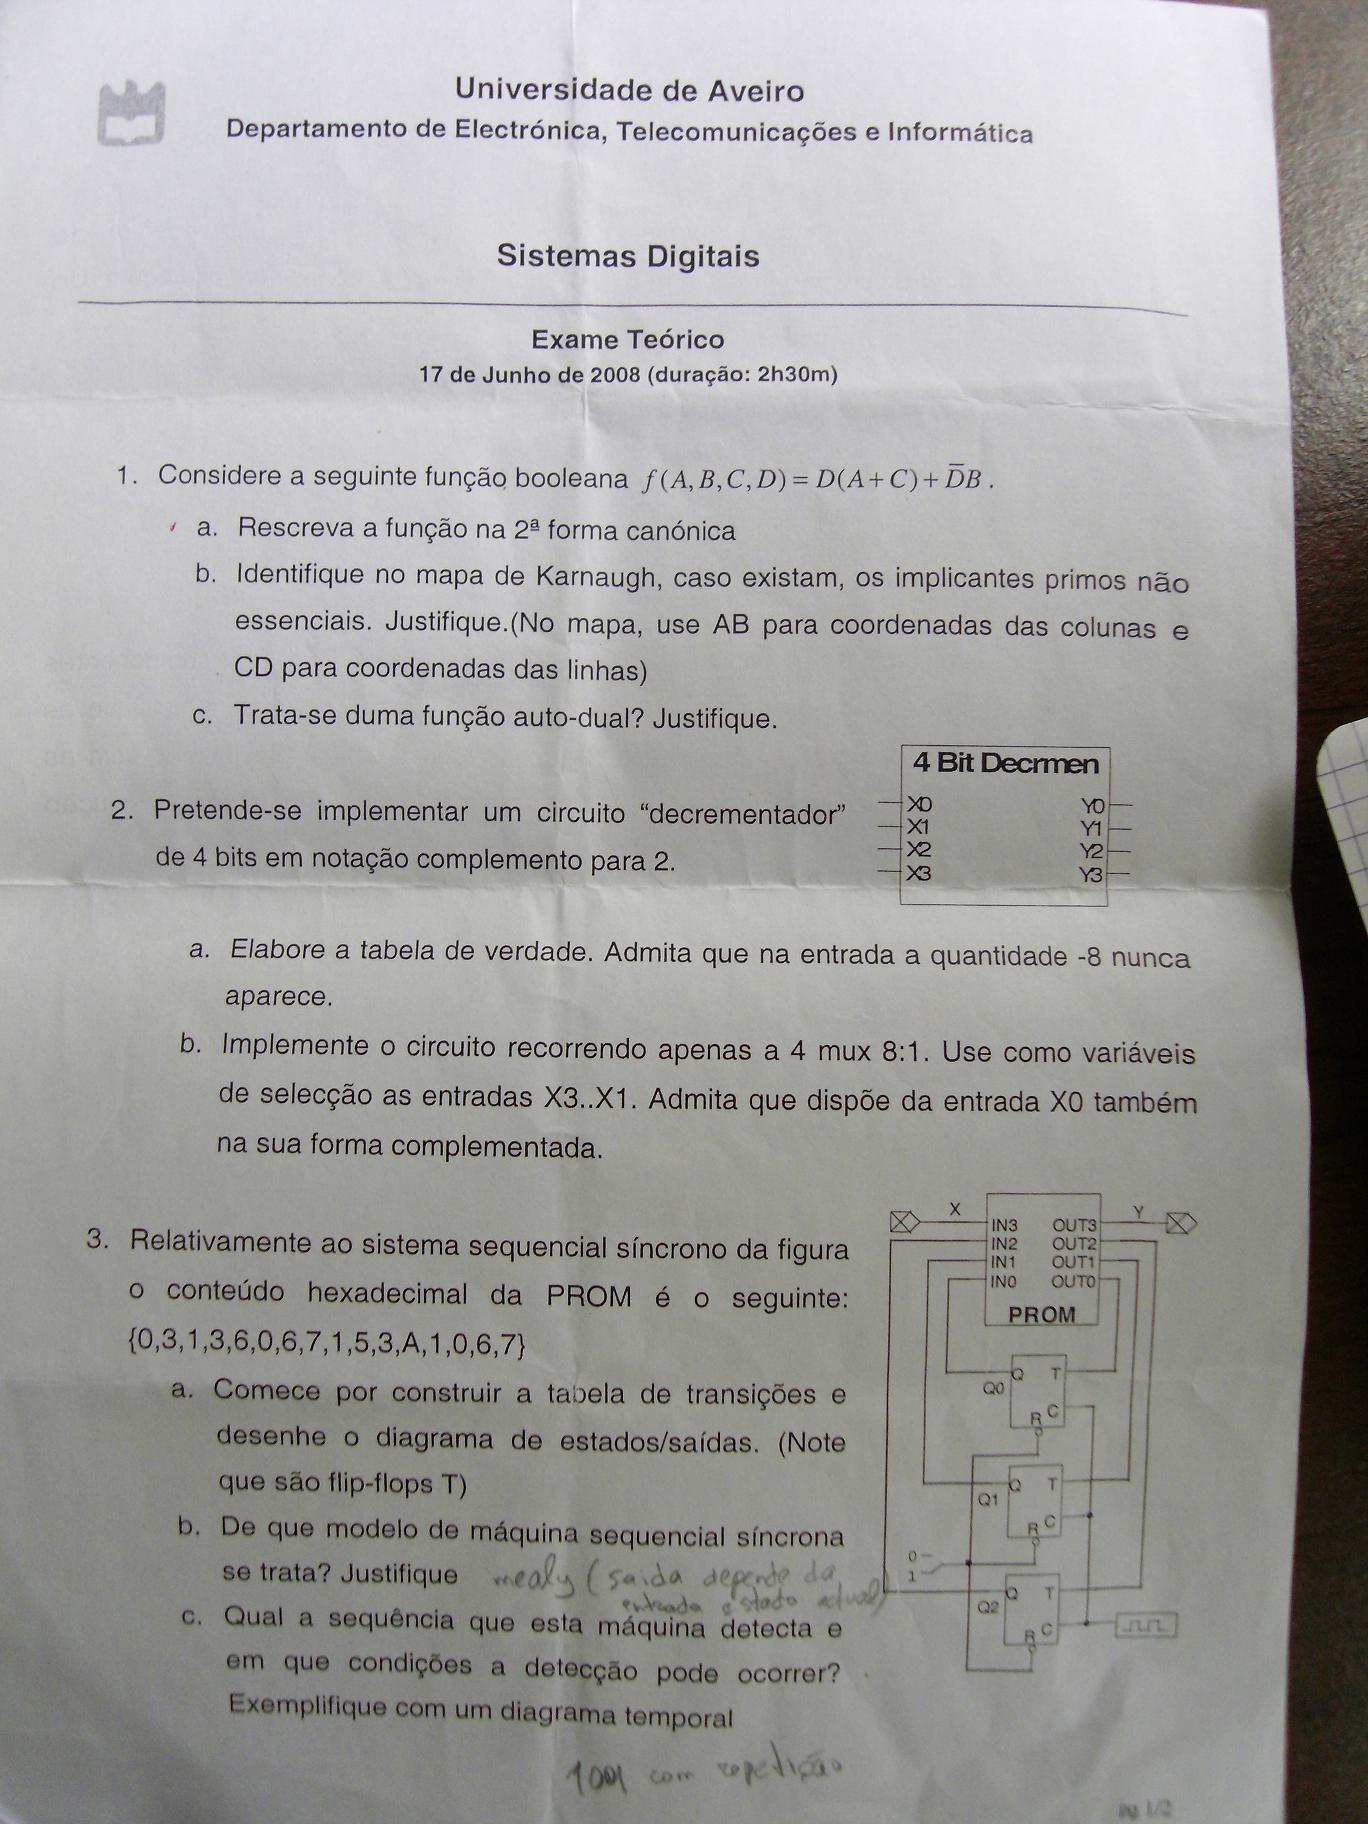 Universidade de Aveiro
Departamento de Electrónica, Telecomunicações e Informática
Sistemas Digitais
Exame Teórico
17 de Junho de 2008 (duração: 2h30m)
1. Considere a seguinte função booleana f(A,B,C,D) = D(A+C)+D̅B.
a. Rescreva a função na 2ª forma canónica
b. Identifique no mapa de Karnaugh, caso existam, os implicantes primos não
essenciais. Justifique.(No mapa, use AB para coordenadas das colunas e
CD para coordenadas das linhas)
c. Trata-se duma função auto-dual? Justifique.
4 Bit Decrmen
X0 Y0
X1 Y1
X2 Y2
X3 Y3
2. Pretende-se implementar um circuito “decrementador”
de 4 bits em notação complemento para 2.
a. Elabore a tabela de verdade. Admita que na entrada a quantidade -8 nunca
aparece.
b. Implemente o circuito recorrendo apenas a 4 mux 8:1. Use como variáveis
de selecção as entradas X3..X1. Admita que dispõe da entrada X0 também
na sua forma complementada.
3. Relativamente ao sistema sequencial síncrono da figura
o conteúdo hexadecimal da PROM é o seguinte:
{0,3,1,3,6,0,6,7,1,5,3,A,1,0,6,7}
a. Comece por construir a tabela de transições e
desenhe o diagrama de estados/saídas. (Note
que são flip-flops T)
b. De que modelo de máquina sequencial síncrona
se trata? Justifique mealy (saida depende da
entrada e stado actual)
c. Qual a sequência que esta máquina detecta e
em que condições a detecção pode ocorrer?
Exemplifique com um diagrama temporal
1001 com repetição
X Y
IN3 OUT3
IN2 OUT2
IN1 OUT1
IN0 OUT0
PROM
Q T
Q0
R C
Q T
Q1
R C
0
1
Q T
Q2
R C
pg 1/2